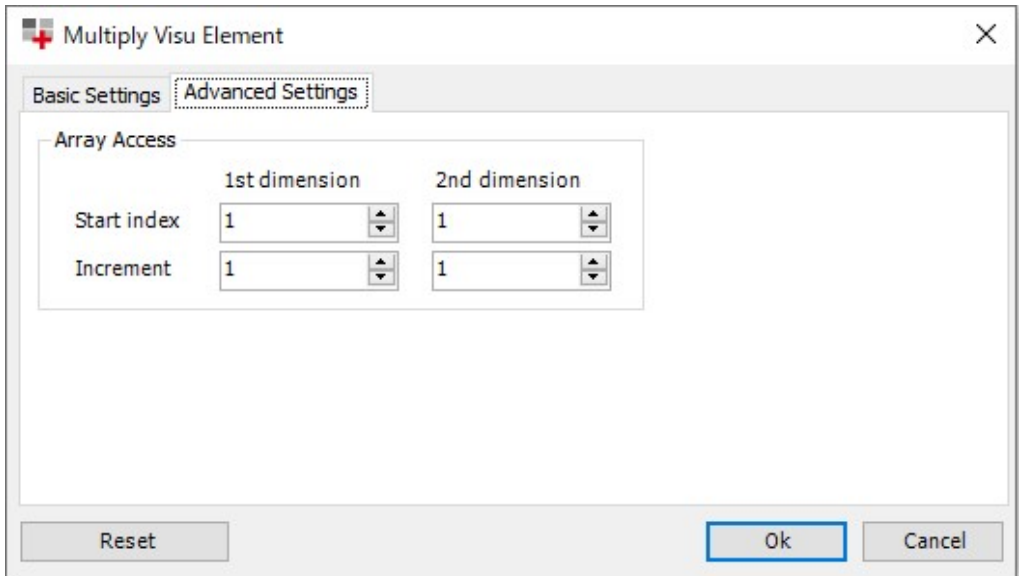 Multiply Visu Element
Basic Settings Advanced Settings
Array Access
1st dimension 2nd dimension
Start index 1 1
Increment 1 1
Reset Ok Cancel